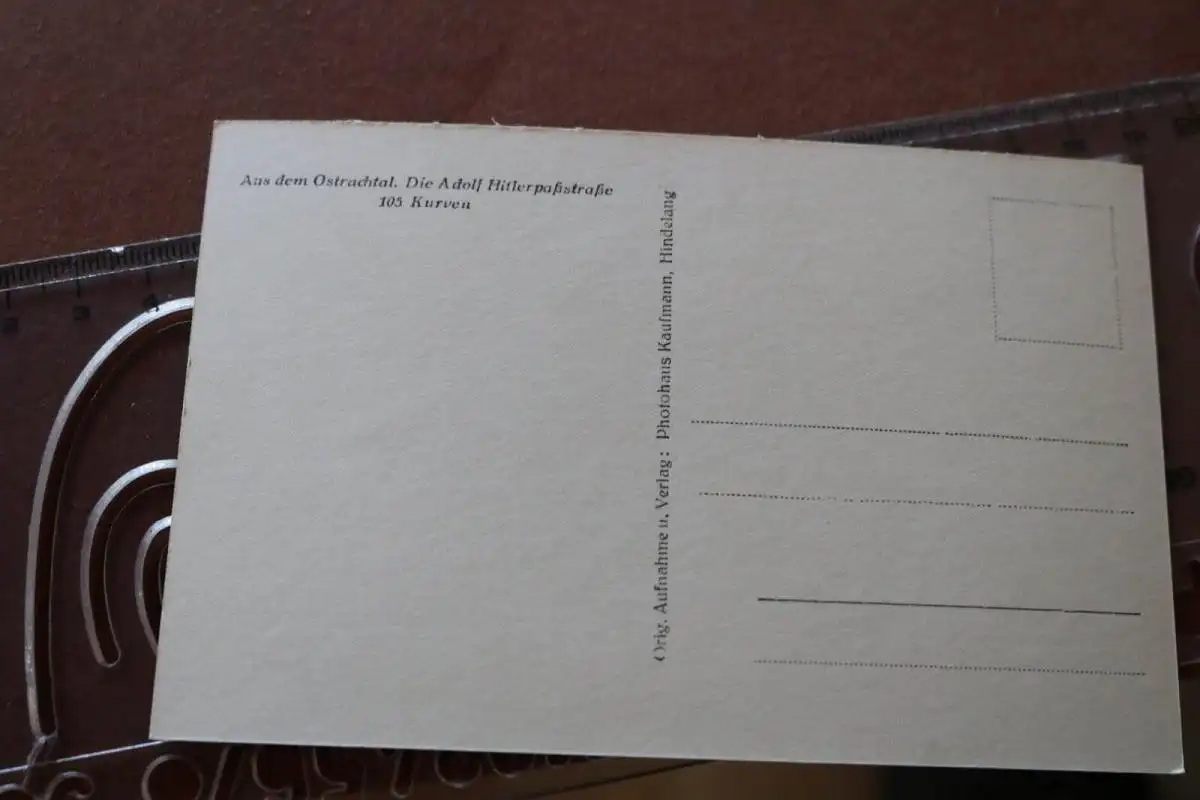 Aus dem Ostrachtal. Die Adolf Hitlerpaßstraße
105 Kurven
Orig. Aufnahme u. Verlag: Photohaus Kaufmann, Hindelang